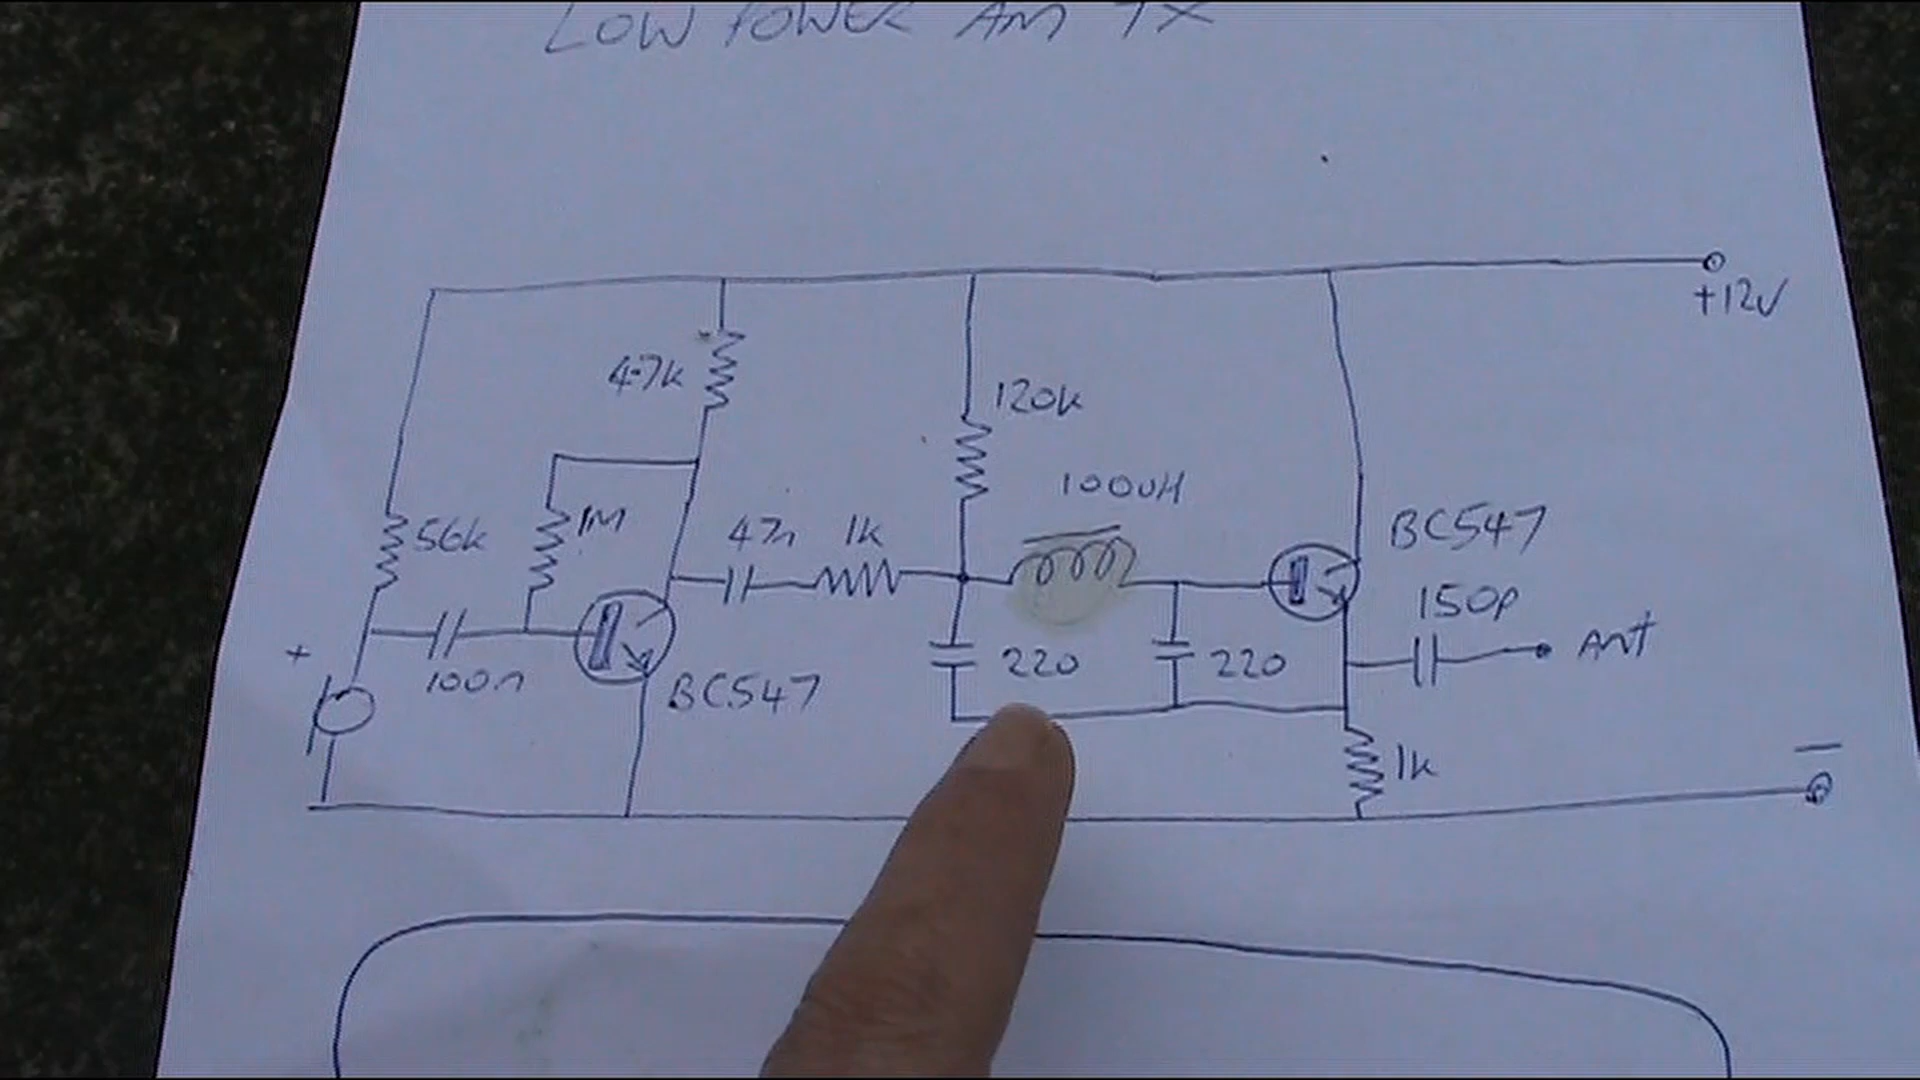 LOW POWER AM TX
+12V
4.7k
120k
100uH
56k
1M
47n
1k
BC547
150p
Ant
+
100n
BC547
220
220
1k
—